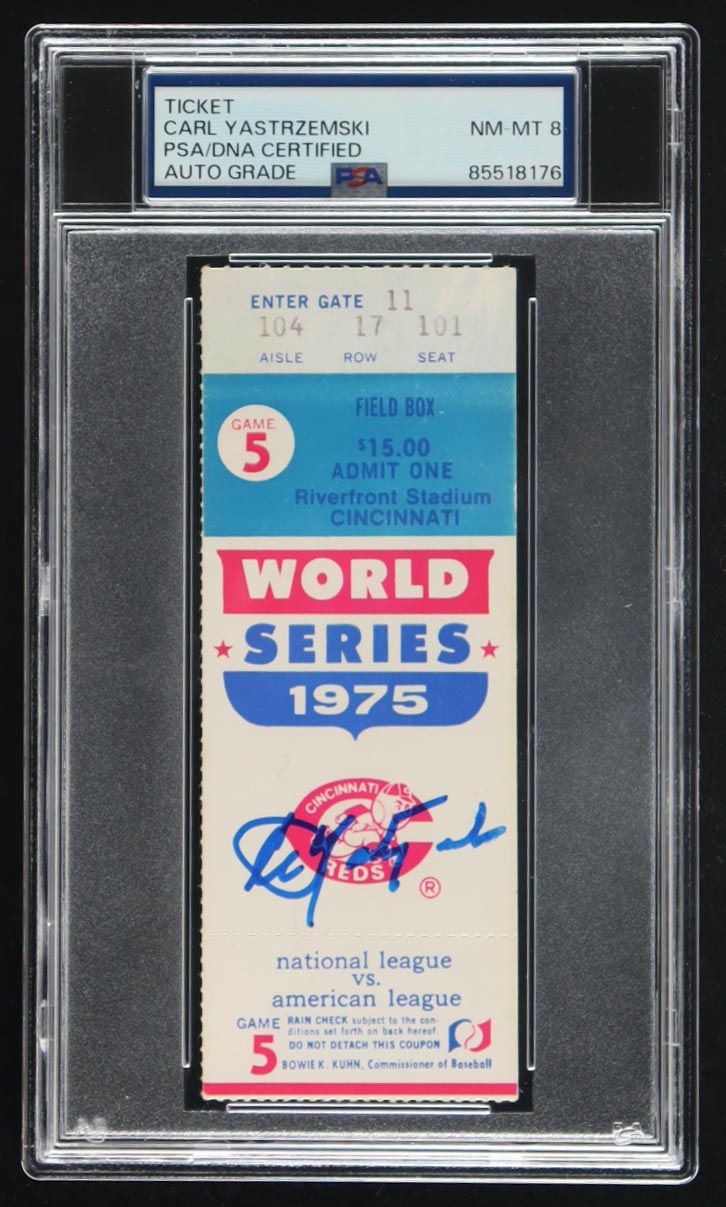 TICKET
CARL YASTRZEMSKI NM-MT 8
PSA/DNA CERTIFIED
AUTO GRADE PSA 85518176
ENTER GATE 11
104 17 101
AISLE ROW SEAT
FIELD BOX
GAME
5
$15.00
ADMIT ONE
Riverfront Stadium
CINCINNATI
WORLD
SERIES
1975
CINCINNATI
REDS
®
national league
vs.
american league
GAME
5
RAIN CHECK subject to the con-
ditions set forth on back hereof.
DO NOT DETACH THIS COUPON
BOWIE K. KUHN, Commissioner of Baseball